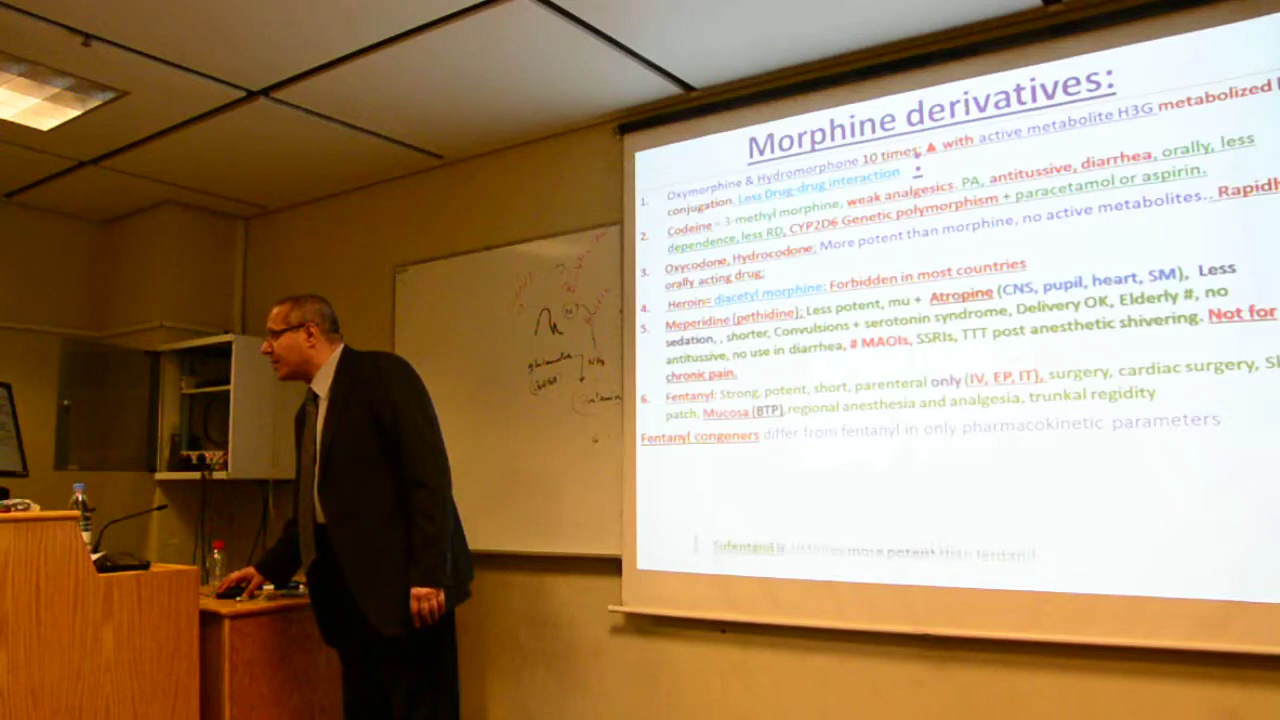 Morphine derivatives:
1. Oxymorphine & Hydromorphone 10 times; ▲ with active metabolite H3G metabolized
conjugation, Less Drug-drug interaction
2. Codeine = 3-methyl morphine, weak analgesics. PA, antitussive, diarrhea, orally, less
dependence, less RD, CYP2D6 Genetic polymorphism + paracetamol or aspirin.
3. Oxycodone, Hydrocodone; More potent than morphine, no active metabolites.. Rapidly
orally acting drug;
4. Heroin= diacetyl morphine: Forbidden in most countries
5. Meperidine (pethidine); Less potent, mu + Atropine (CNS, pupil, heart, SM), Less
sedation, , shorter, Convulsions + serotonin syndrome, Delivery OK, Elderly #, no
antitussive, no use in diarrhea, # MAOIs, SSRIs, TTT post anesthetic shivering. Not for
chronic pain.
6. Fentanyl: Strong, potent, short, parenteral only (IV, EP, IT), surgery, cardiac surgery,
patch, Mucosa (BTP),regional anesthesia and analgesia, trunkal regidity
Fentanyl congeners differ from fentanyl in only pharmacokinetic parameters
more potent than fentanyl